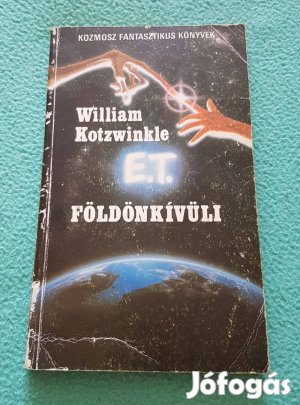 KOZMOSZ FANTASZTIKUS KÖNYVEK
William
Kotzwinkle
E.T.
FÖLDÖNKÍVÜLI
Jófogás